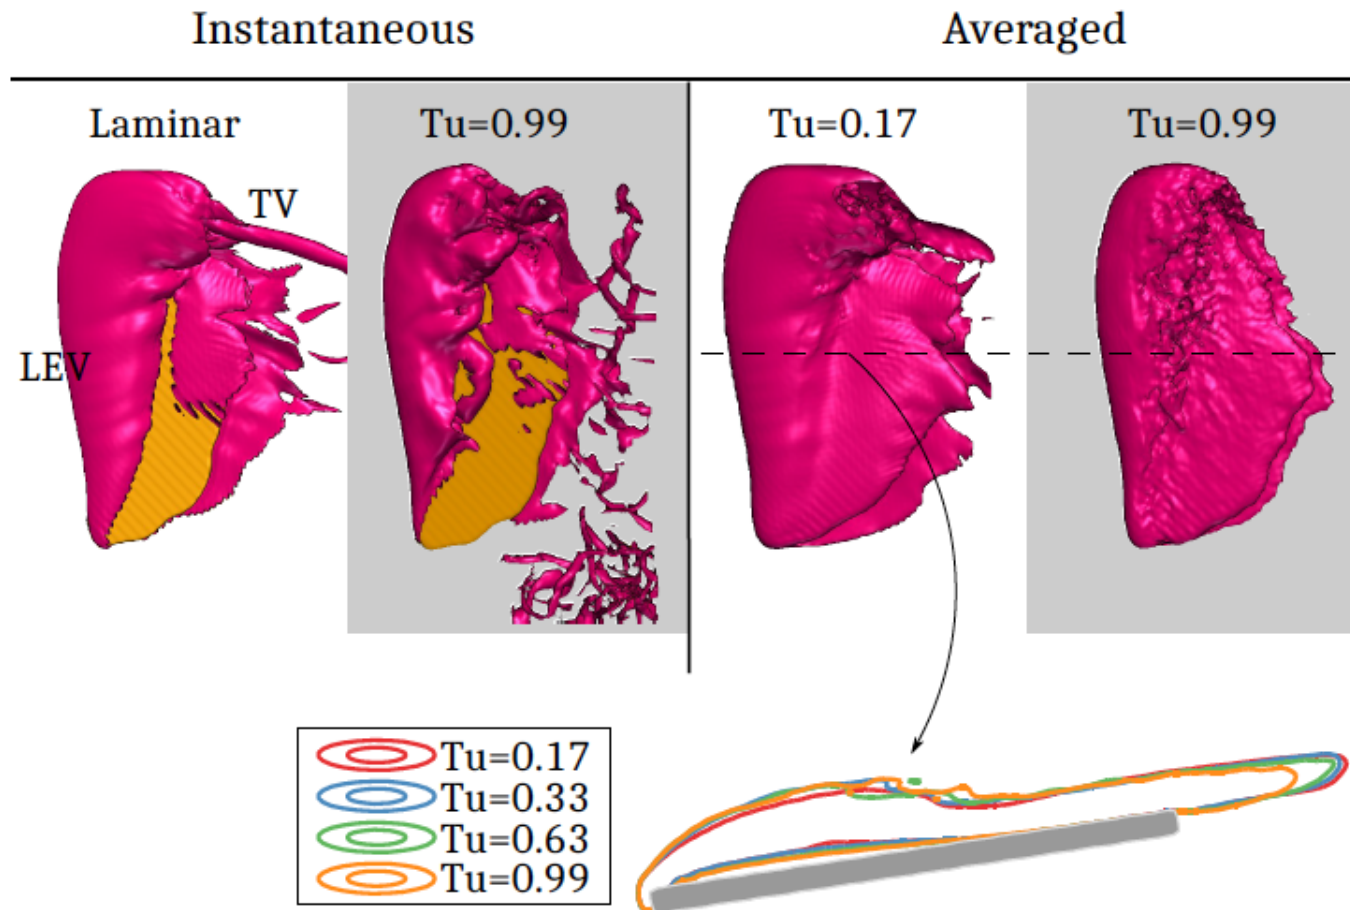 Instantaneous
Averaged
Laminar
Tu=0.99
Tu=0.17
Tu=0.99
TV
LEV
Tu=0.17
Tu=0.33
Tu=0.63
Tu=0.99